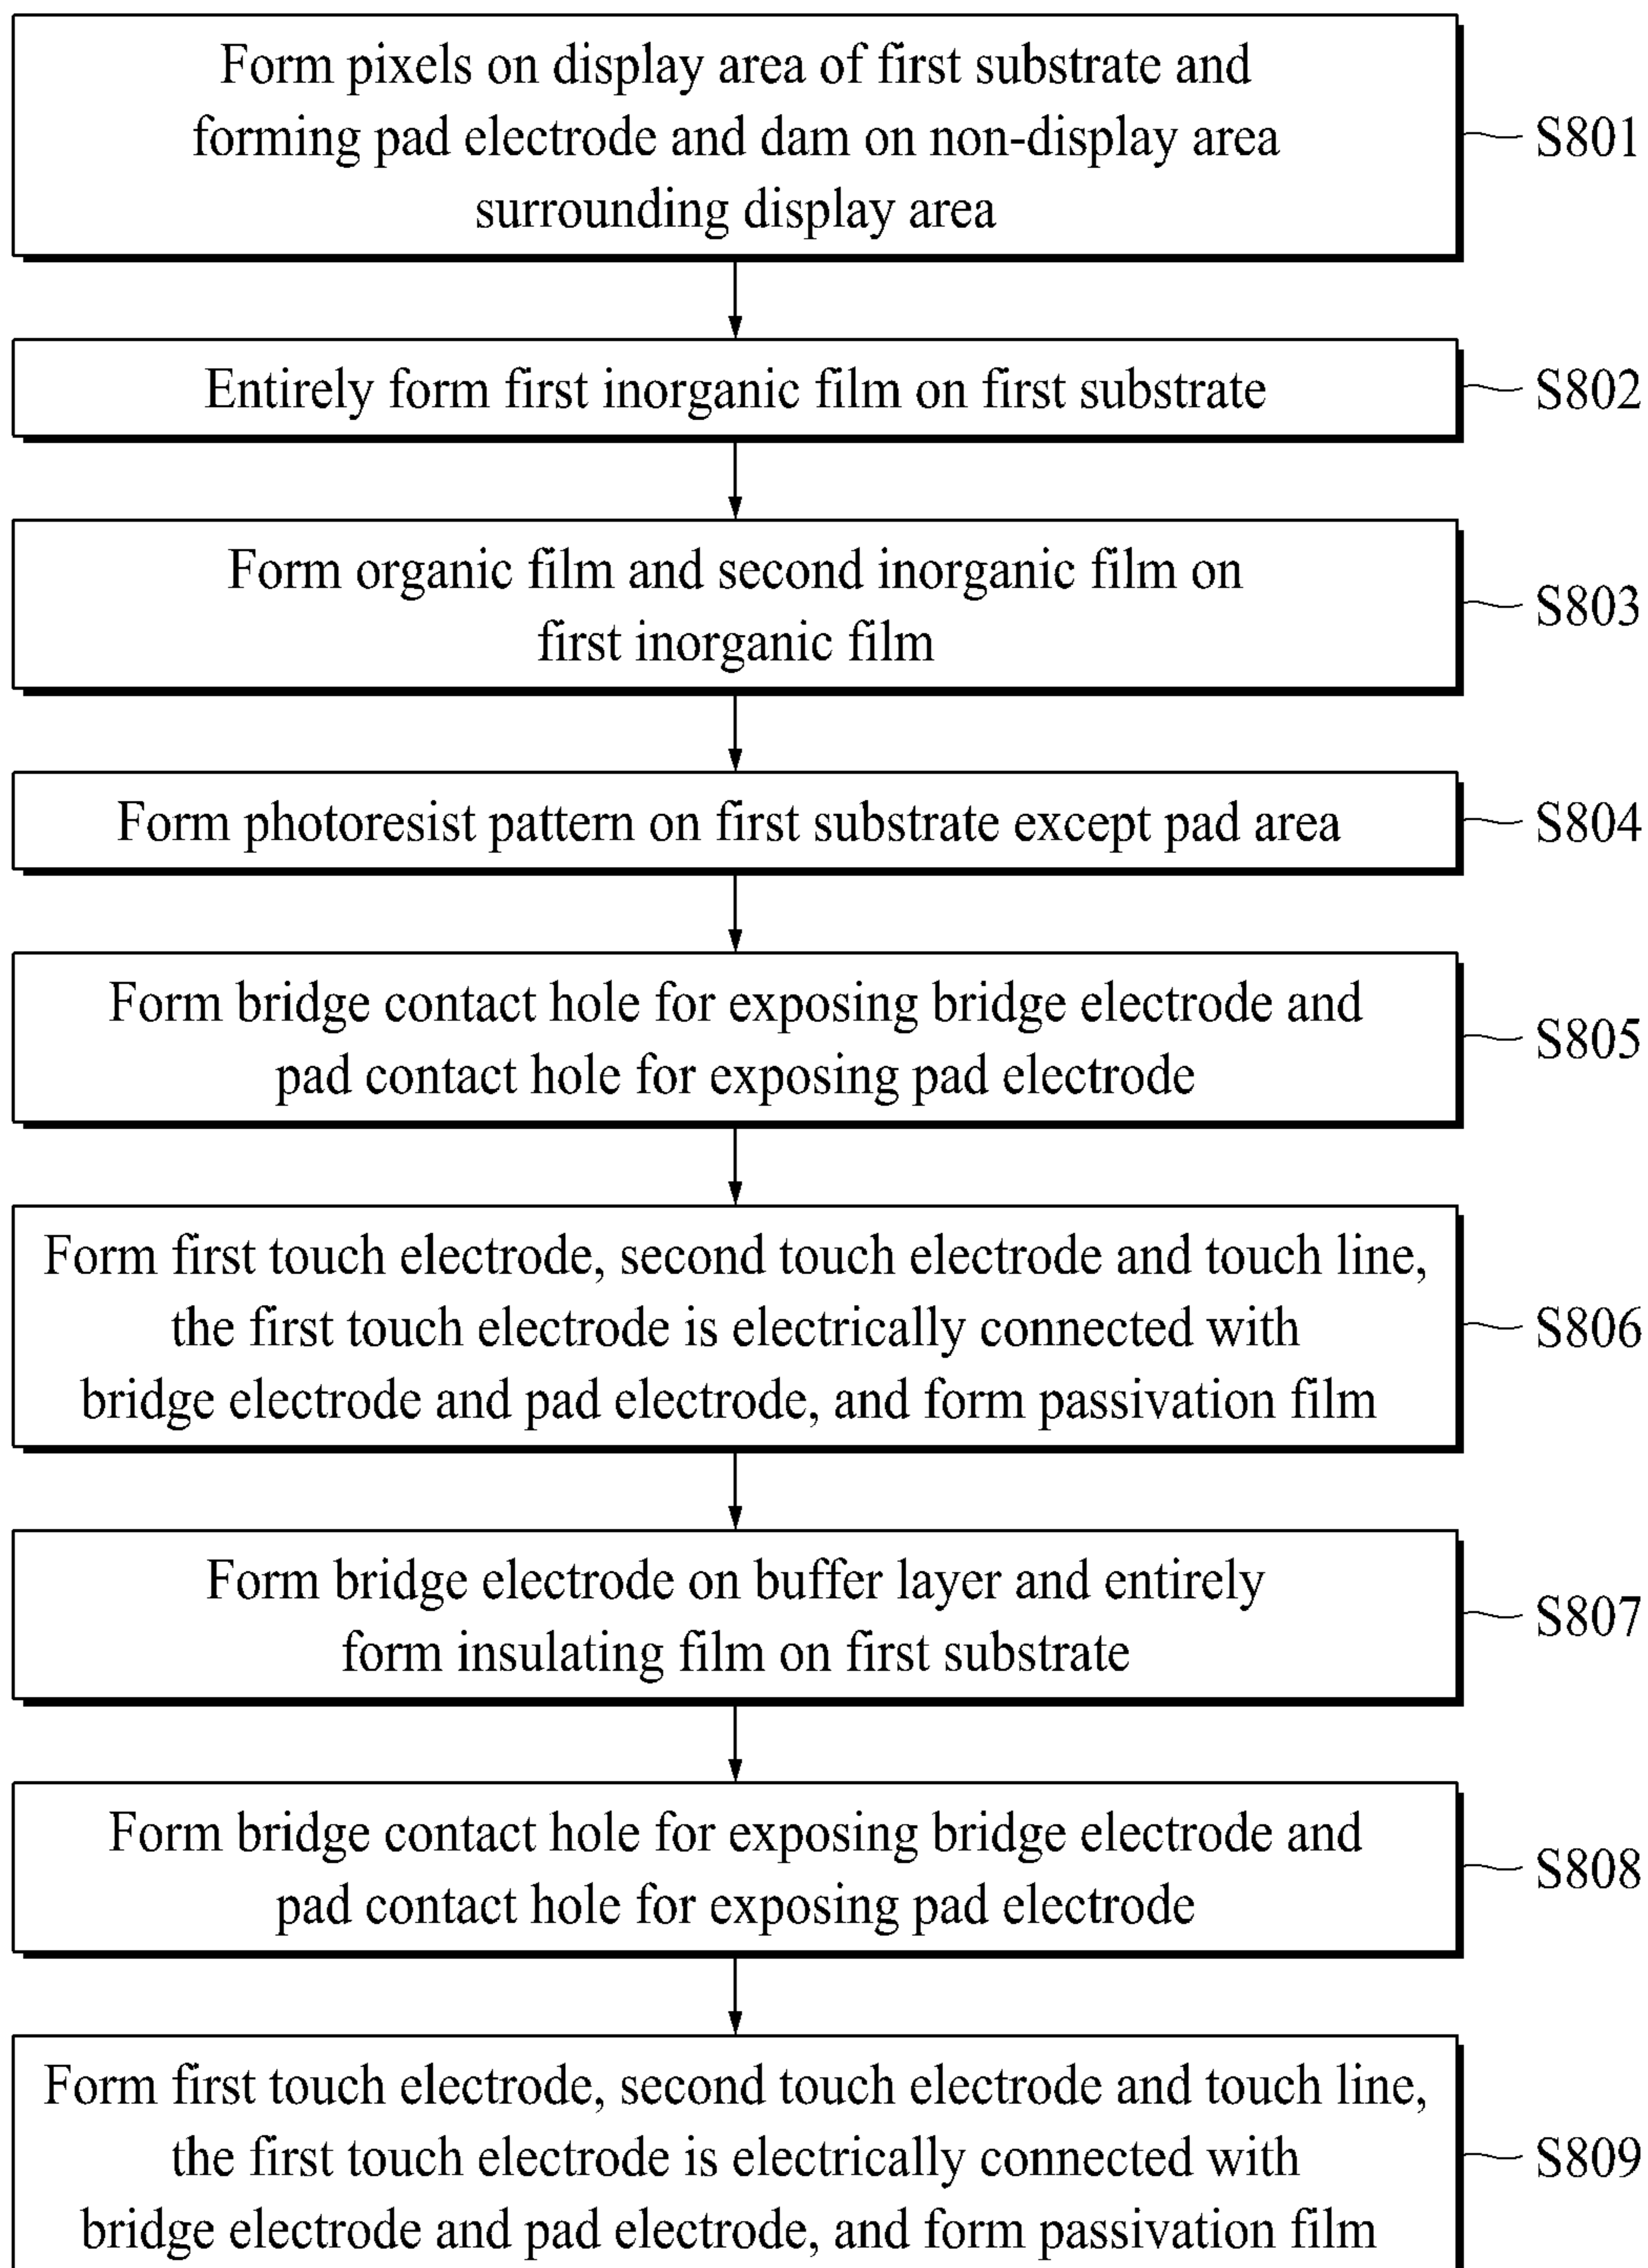 Form pixels on display area of first substrate and
forming pad electrode and dam on non-display area
surrounding display area
S801
Entirely form first inorganic film on first substrate
S802
Form organic film and second inorganic film on
first inorganic film
S803
Form photoresist pattern on first substrate except pad area
S804
Form bridge contact hole for exposing bridge electrode and
pad contact hole for exposing pad electrode
S805
Form first touch electrode, second touch electrode and touch line,
the first touch electrode is electrically connected with
bridge electrode and pad electrode, and form passivation film
S806
Form bridge electrode on buffer layer and entirely
form insulating film on first substrate
S807
Form bridge contact hole for exposing bridge electrode and
pad contact hole for exposing pad electrode
S808
Form first touch electrode, second touch electrode and touch line,
the first touch electrode is electrically connected with
bridge electrode and pad electrode, and form passivation film
S809